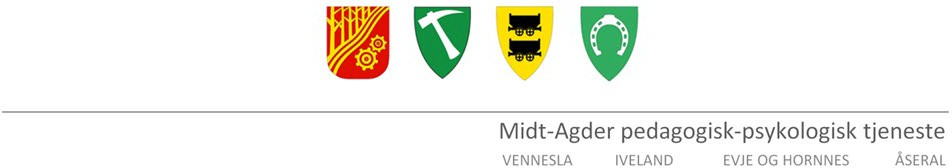 Midt-Agder pedagogisk-psykologisk tjeneste
VENNESLA IVELAND EVJE OG HORNNES ÅSERAL